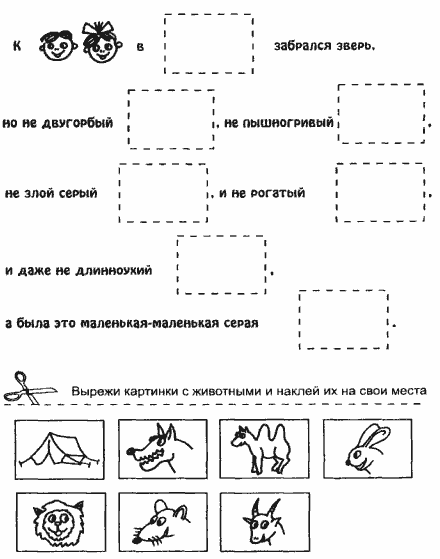 К в забрался зверь,
но не двугорбый , не пышногривый ,
не злой серый , и не рогатый ,
и даже не длинноухий ,
а была это маленькая-маленькая серая .
Вырежи картинки с животными и наклей их на свои места